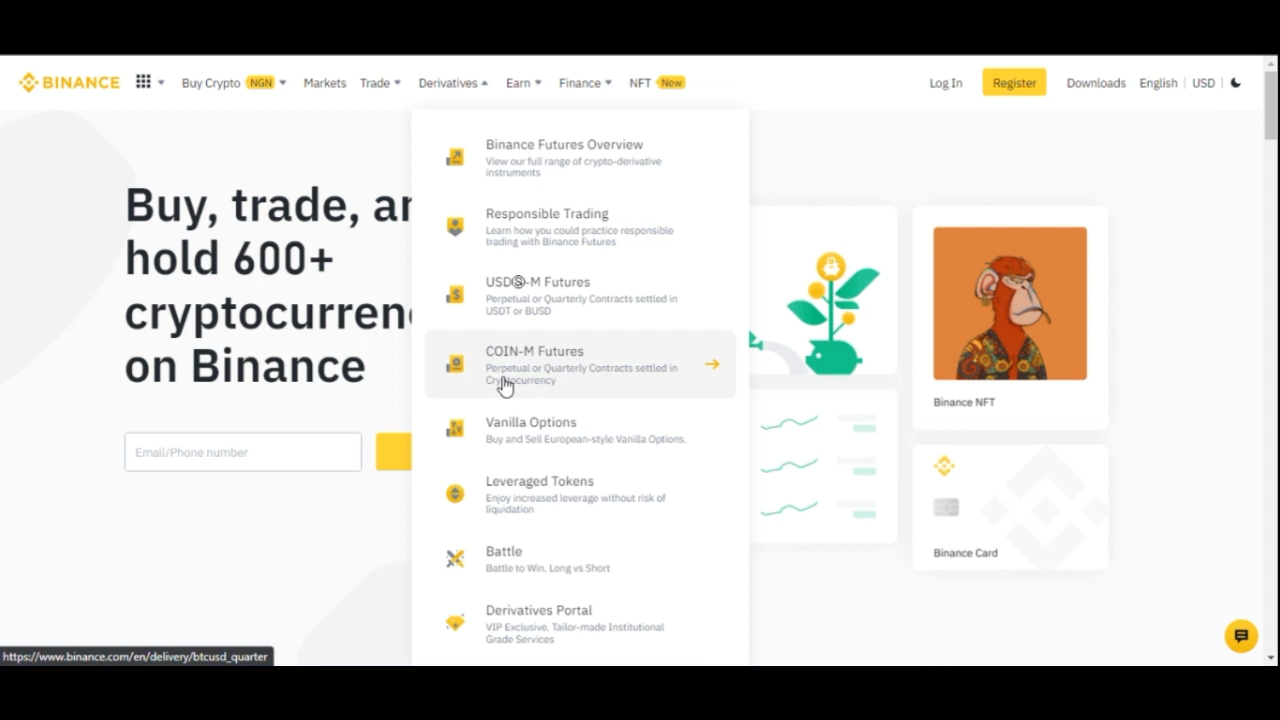 BINANCE Buy Crypto NGN Markets Trade Derivatives Earn Finance NFT New Log In Register Downloads English | USD |
Buy, trade, an
hold 600+
cryptocurren
on Binance
Email/Phone number
Binance Futures Overview
View our full range of crypto-derivative
instruments
Responsible Trading
Learn how you could practice responsible
trading with Binance Futures
USDⓈ-M Futures
Perpetual or Quarterly Contracts settled in
USDT or BUSD
COIN-M Futures
Perpetual or Quarterly Contracts settled in
Cryptocurrency
Vanilla Options
Buy and Sell European-style Vanilla Options.
Leveraged Tokens
Enjoy increased leverage without risk of
liquidation
Battle
Battle to Win, Long vs Short
Derivatives Portal
VIP Exclusive, Tailor-made Institutional
Grade Services
Binance NFT
Binance Card
https://www.binance.com/en/delivery/btcusd_quarter